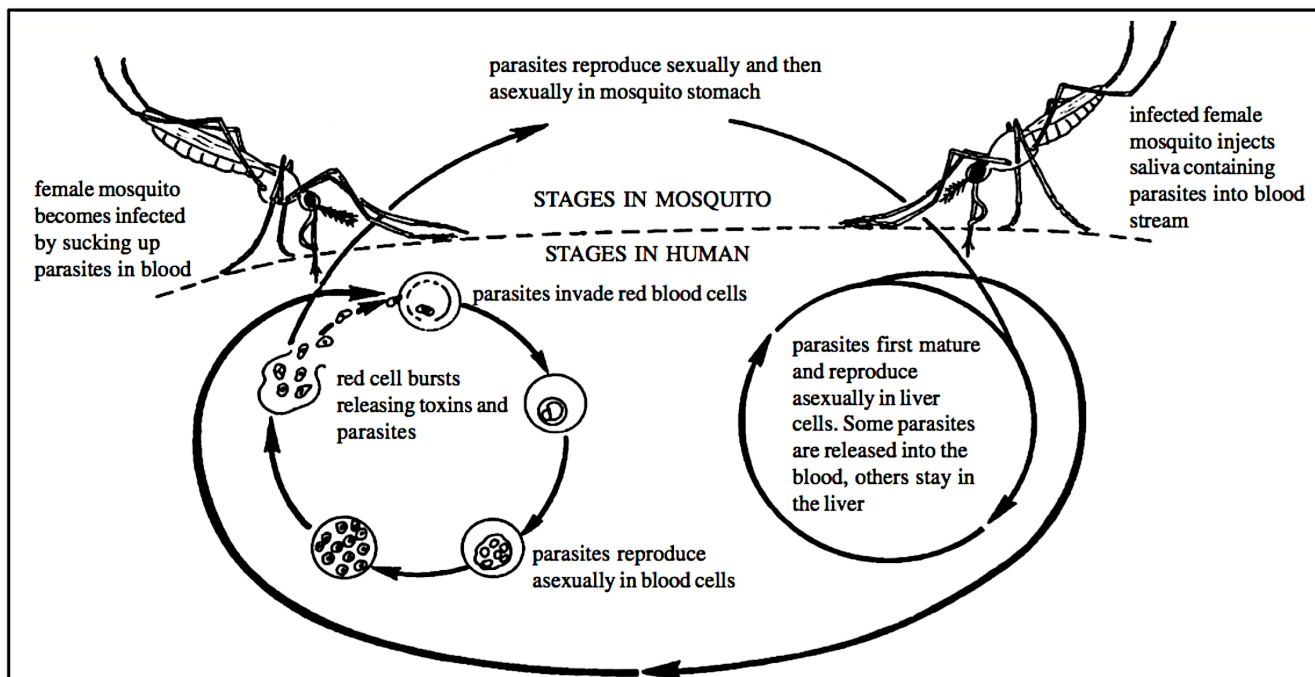 parasites reproduce sexually and then
asexually in mosquito stomach
infected female
mosquito injects
saliva containing
parasites into blood
stream
female mosquito
becomes infected
by sucking up
parasites in blood
STAGES IN MOSQUITO
STAGES IN HUMAN
parasites invade red blood cells
red cell bursts
releasing toxins and
parasites
parasites first mature
and reproduce
asexually in liver
cells. Some parasites
are released into the
blood, others stay in
the liver
parasites reproduce
asexually in blood cells